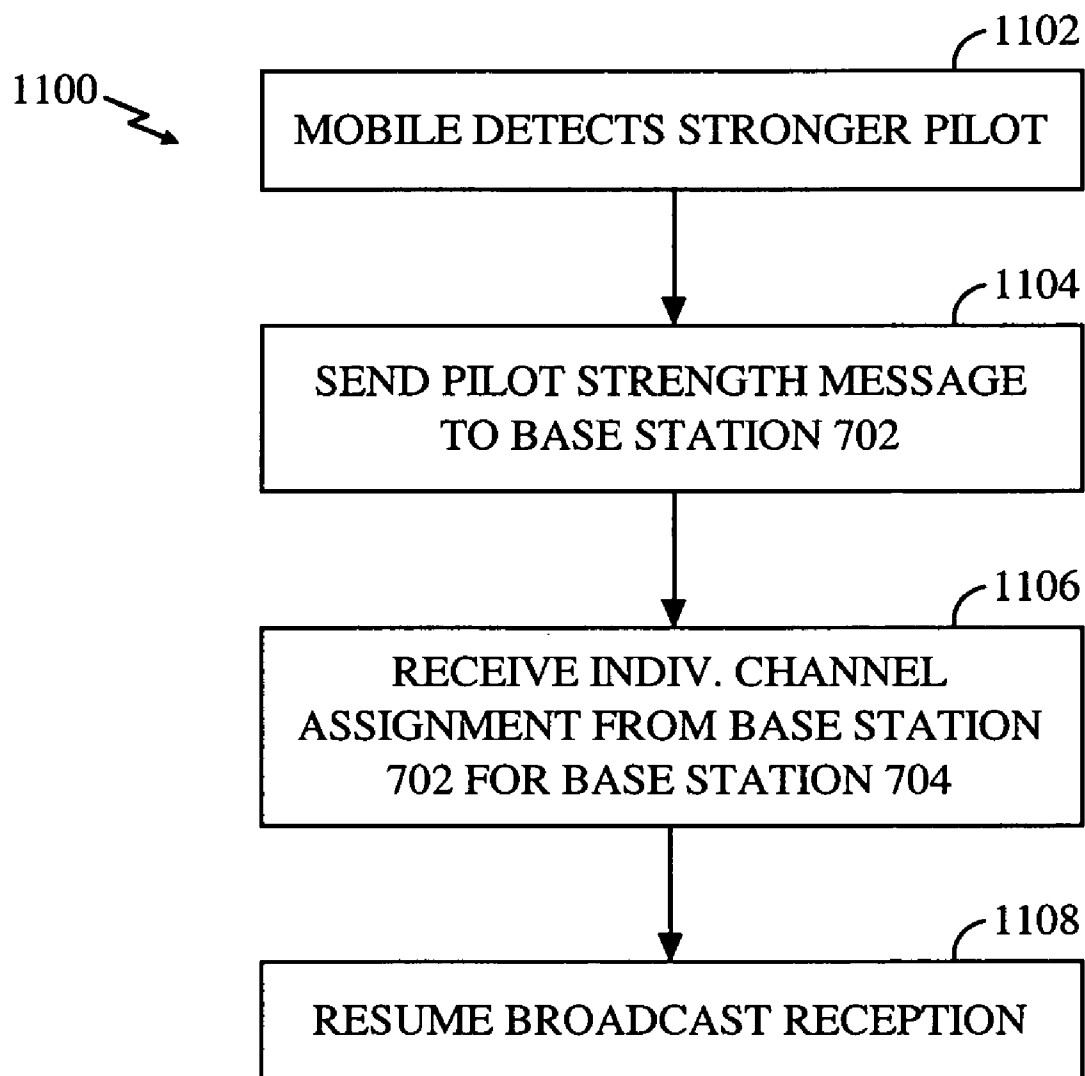 1102
1100
MOBILE DETECTS STRONGER PILOT
1104
SEND PILOT STRENGTH MESSAGE
TO BASE STATION 702
1106
RECEIVE INDIV. CHANNEL
ASSIGNMENT FROM BASE STATION
702 FOR BASE STATION 704
1108
RESUME BROADCAST RECEPTION